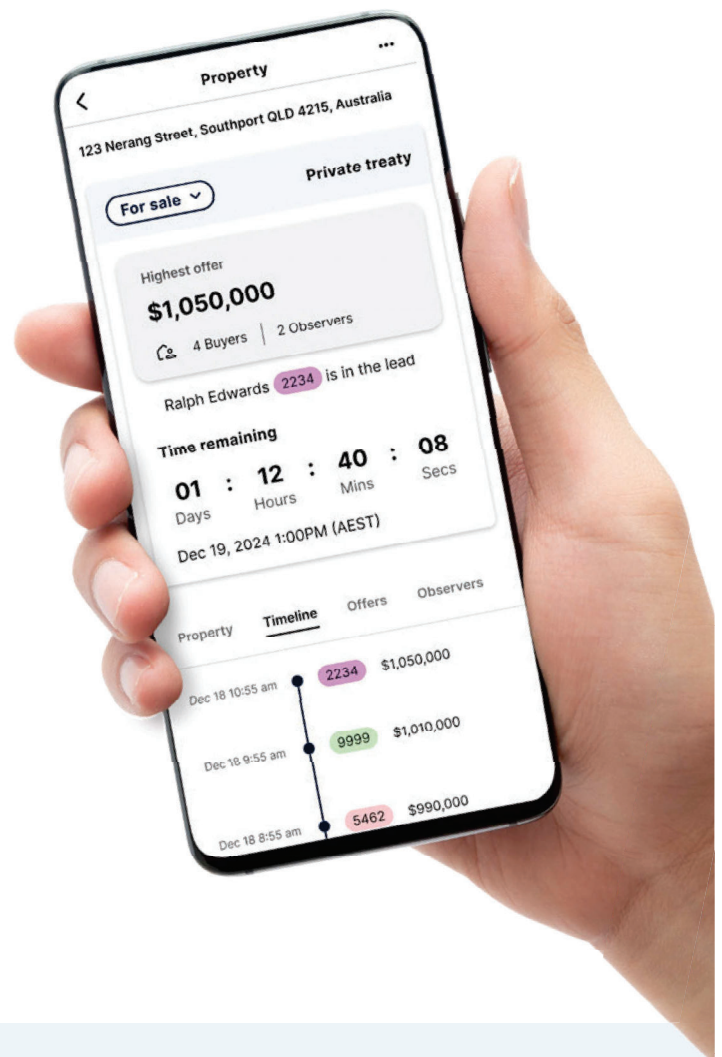 Property
123 Nerang Street, Southport QLD 4215, Australia
For sale
Private treaty
Highest offer
$1,050,000
4 Buyers | 2 Observers
Ralph Edwards 2234 is in the lead
Time remaining
01 : 12 : 40 : 08
Days Hours Mins Secs
Dec 19, 2024 1:00PM (AEST)
Property Timeline Offers Observers
Dec 18 10:55 am 2234 $1,050,000
Dec 18 9:55 am 9999 $1,010,000
Dec 18 8:55 am 5462 $990,000